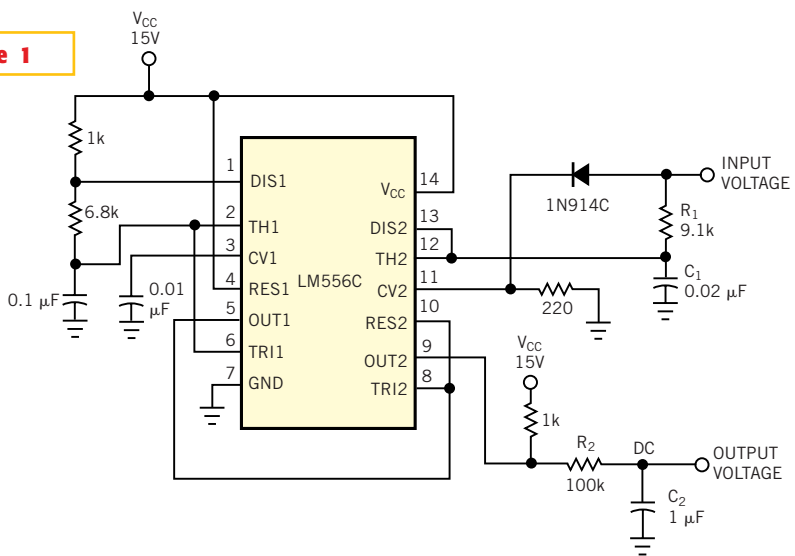 V_CC
15V
e 1
1k
6.8k
0.1 µF
0.01
µF
1
DIS1
2
TH1
3
CV1
4
RES1
5
OUT1
6
TRI1
7
GND
LM556C
V_CC
14
DIS2
13
TH2
12
CV2
11
RES2
10
OUT2
9
TRI2
8
1N914C
INPUT
VOLTAGE
R₁
9.1k
C₁
0.02 µF
220
V_CC
15V
1k
R₂
100k
DC
OUTPUT
VOLTAGE
C₂
1 µF